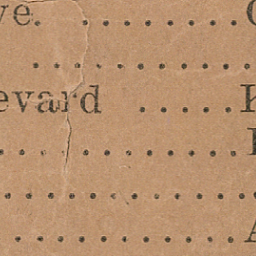 ve. . . . . . . . . .
. . . . . . . . . . .
evard . . . . .
. . . . . . . . . . . .
. . . . . . . . . . . .
. . . . . . . . . . .